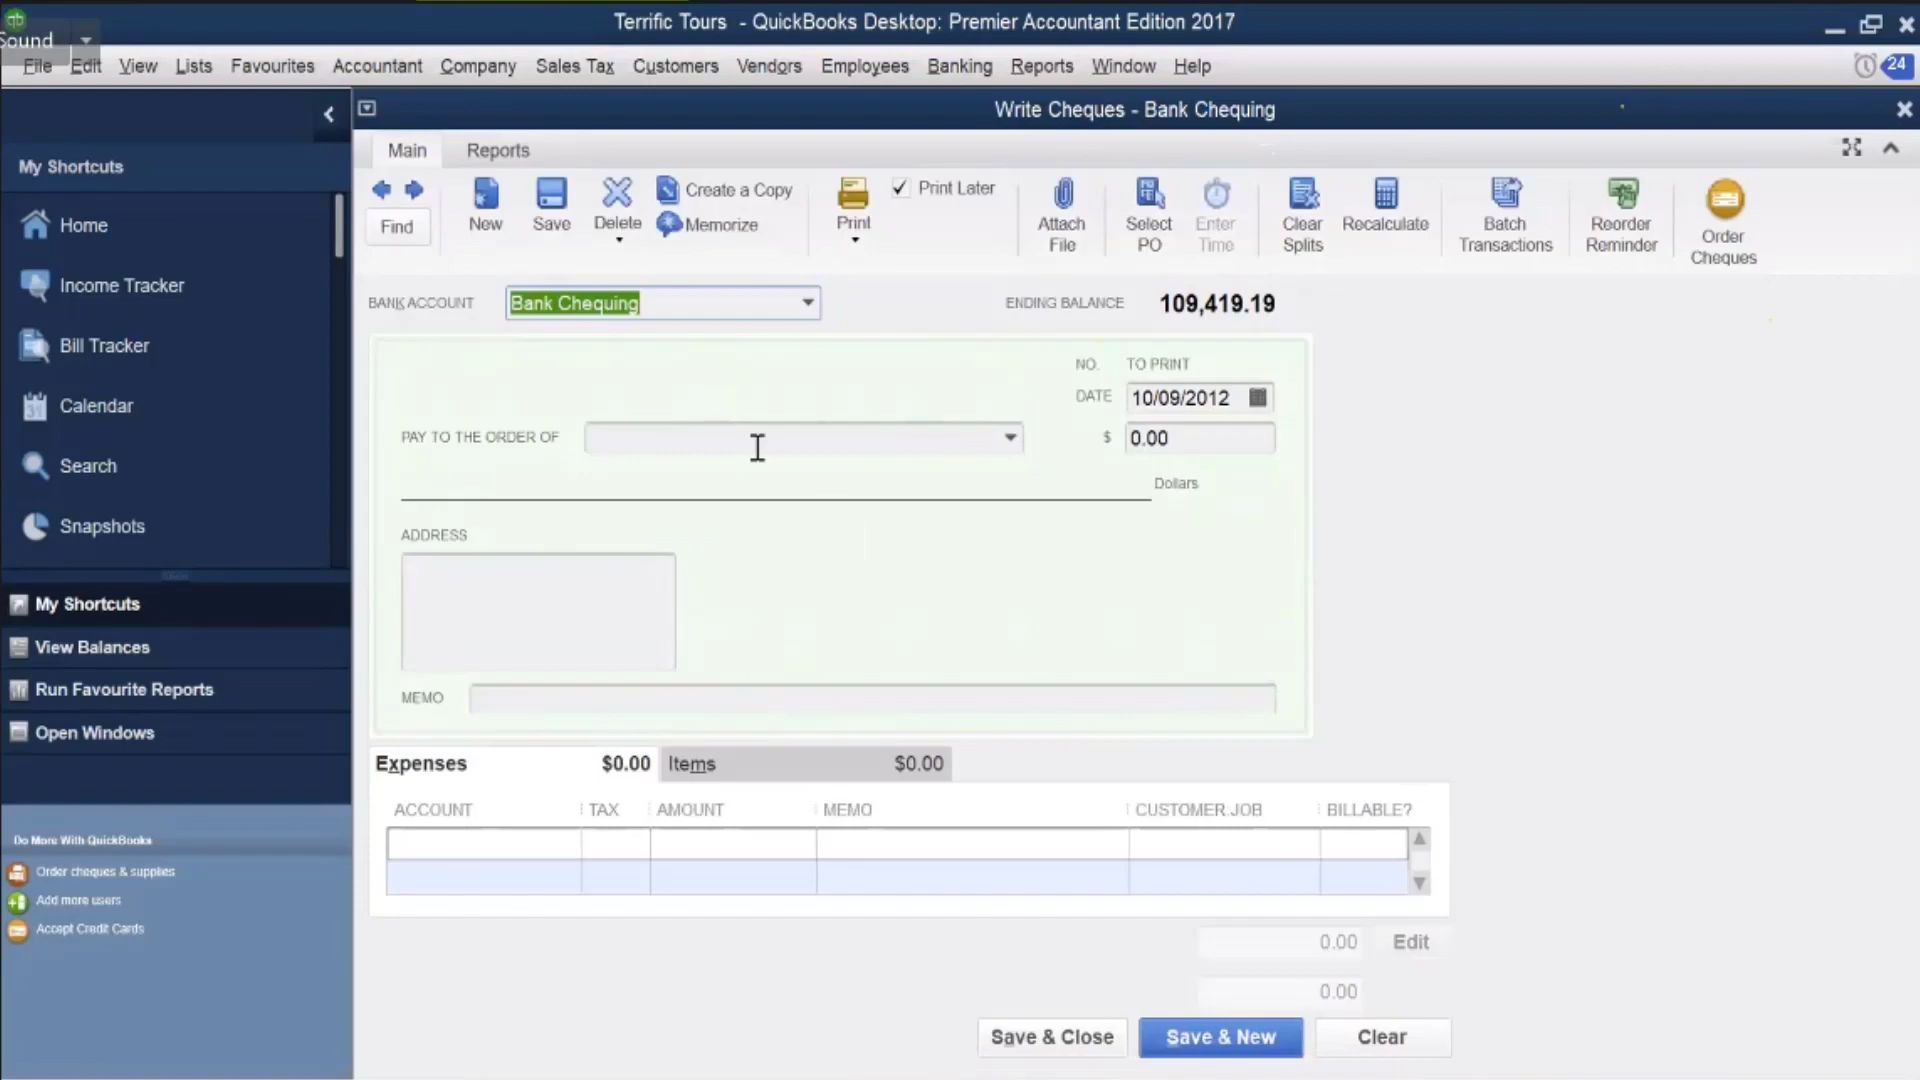 Terrific Tours - QuickBooks Desktop: Premier Accountant Edition 2017
Sound
File Edit View Lists Favourites Accountant Company Sales Tax Customers Vendors Employees Banking Reports Window Help
24
Write Cheques - Bank Chequing
Main Reports
My Shortcuts
Home
Income Tracker
Bill Tracker
Calendar
Search
Snapshots
My Shortcuts
View Balances
Run Favourite Reports
Open Windows
Do More With QuickBooks
Order cheques & supplies
Add more users
Accept Credit Cards
Find
New
Save
Delete
Create a Copy
Memorize
Print
Print Later
Attach File
Select PO
Enter Time
Clear Splits
Recalculate
Batch Transactions
Reorder Reminder
Order Cheques
BANK ACCOUNT Bank Chequing ENDING BALANCE 109,419.19
NO. TO PRINT
DATE 10/09/2012
PAY TO THE ORDER OF $ 0.00
Dollars
ADDRESS
MEMO
Expenses $0.00 Items $0.00
ACCOUNT TAX AMOUNT MEMO CUSTOMER:JOB BILLABLE?
0.00 Edit
0.00
Save & Close Save & New Clear